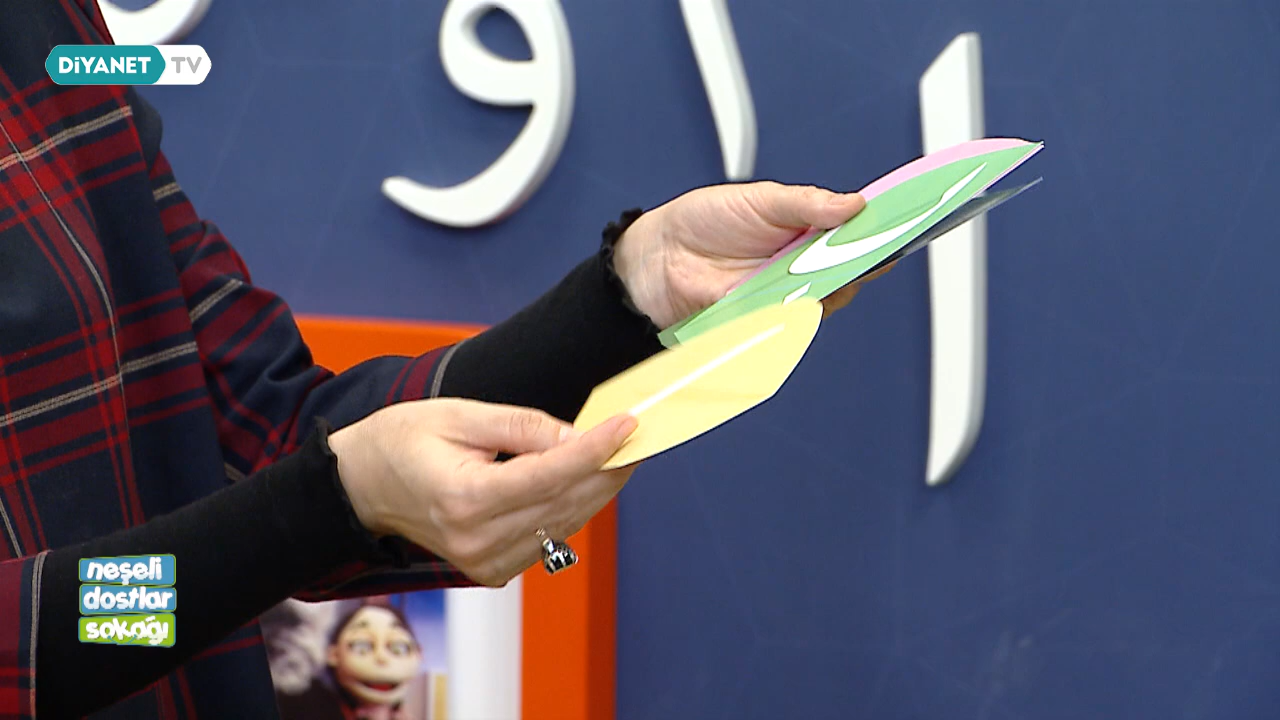 DİYANET TV
و ا ا
neşeli
dostlar
sokağı